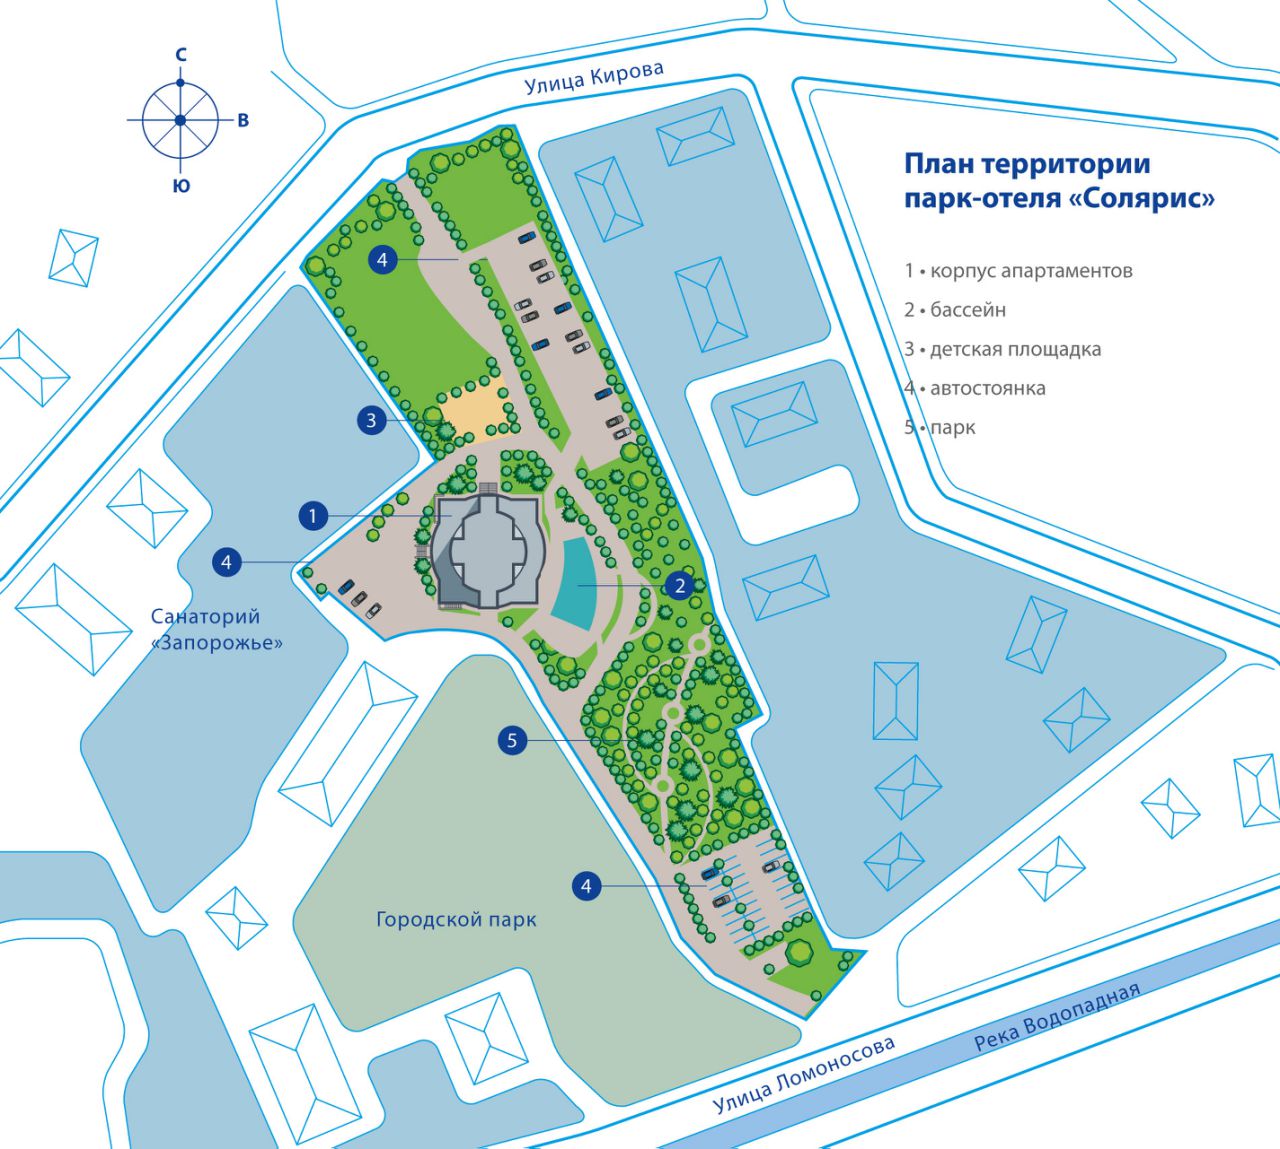 С
В
Ю
Улица Кирова
План территории
парк-отеля «Солярис»
1 • корпус апартаментов
2 • бассейн
3 • детская площадка
4 • автостоянка
5 • парк
4
3
1
4
2
Санаторий
«Запорожье»
5
4
Городской парк
Река Водопадная
Улица Ломоносова